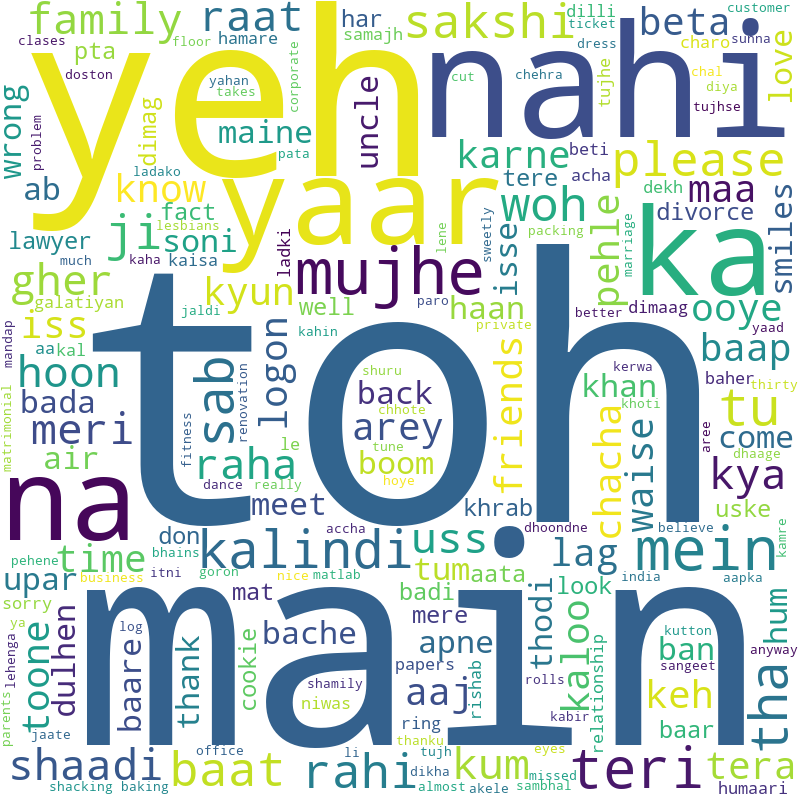 family
raat
har
sakshi
dilli
beta
customer
floor
hamare
samajh
ticket
pta
clases
doston
wrong
problem
yeh
nahi
dress
charo
sunna
love
yahan
takes
corporate
uncle
cut
chehra
tujhe
chal
diya
tujhse
dimag
maine
pata
karne
beti
please
ab
ladako
know
yaar
acha
tere
dekh
maa
fact
lesbians
ladki
lene
sweetly
woh
packing
marriage
divorce
smiles
lawyer
ji
soni
much
kaha
kaisa
mujhe
isse
pehle
ka
gher
galatiyan
kyun
well
paro
haan
dimaag
ooye
jaldi
private
better
yaad
mandap
iss
aa
kal
kahin
toh
baap
matrimonial
hoon
sab
renovation
logon
shuru
back
chhote
friends
kerwa
khan
khoti
baher
thirty
bada
fitness
arey
tune
chacha
waise
tu
meri
aree
come
air
le
raha
boom
hoye
dhaage
kya
na
dance
really
meet
khrab
uske
don
accha
dhoondne
believe
kamre
time
bhains
kalindi
uss
lag
mein
pehene
business
itni
goron
nice
matlab
tum
aata
india
aapka
upar
mat
badi
look
hum
sorry
main
ya
log
bache
mere
thodi
kaloo
kutton
ban
tha
toone
dulhen
baare
thank
cookie
papers
apne
sangeet
anyway
lehenga
shamily
aaj
rishab
rolls
relationship
keh
parents
niwas
ring
kabir
baar
jaate
office
thanku
eyes
shaadi
baat
li
tujh
kum
teri
tera
rahi
dikha
missed
shacking
baking
almost
akele
sambhal
humaari